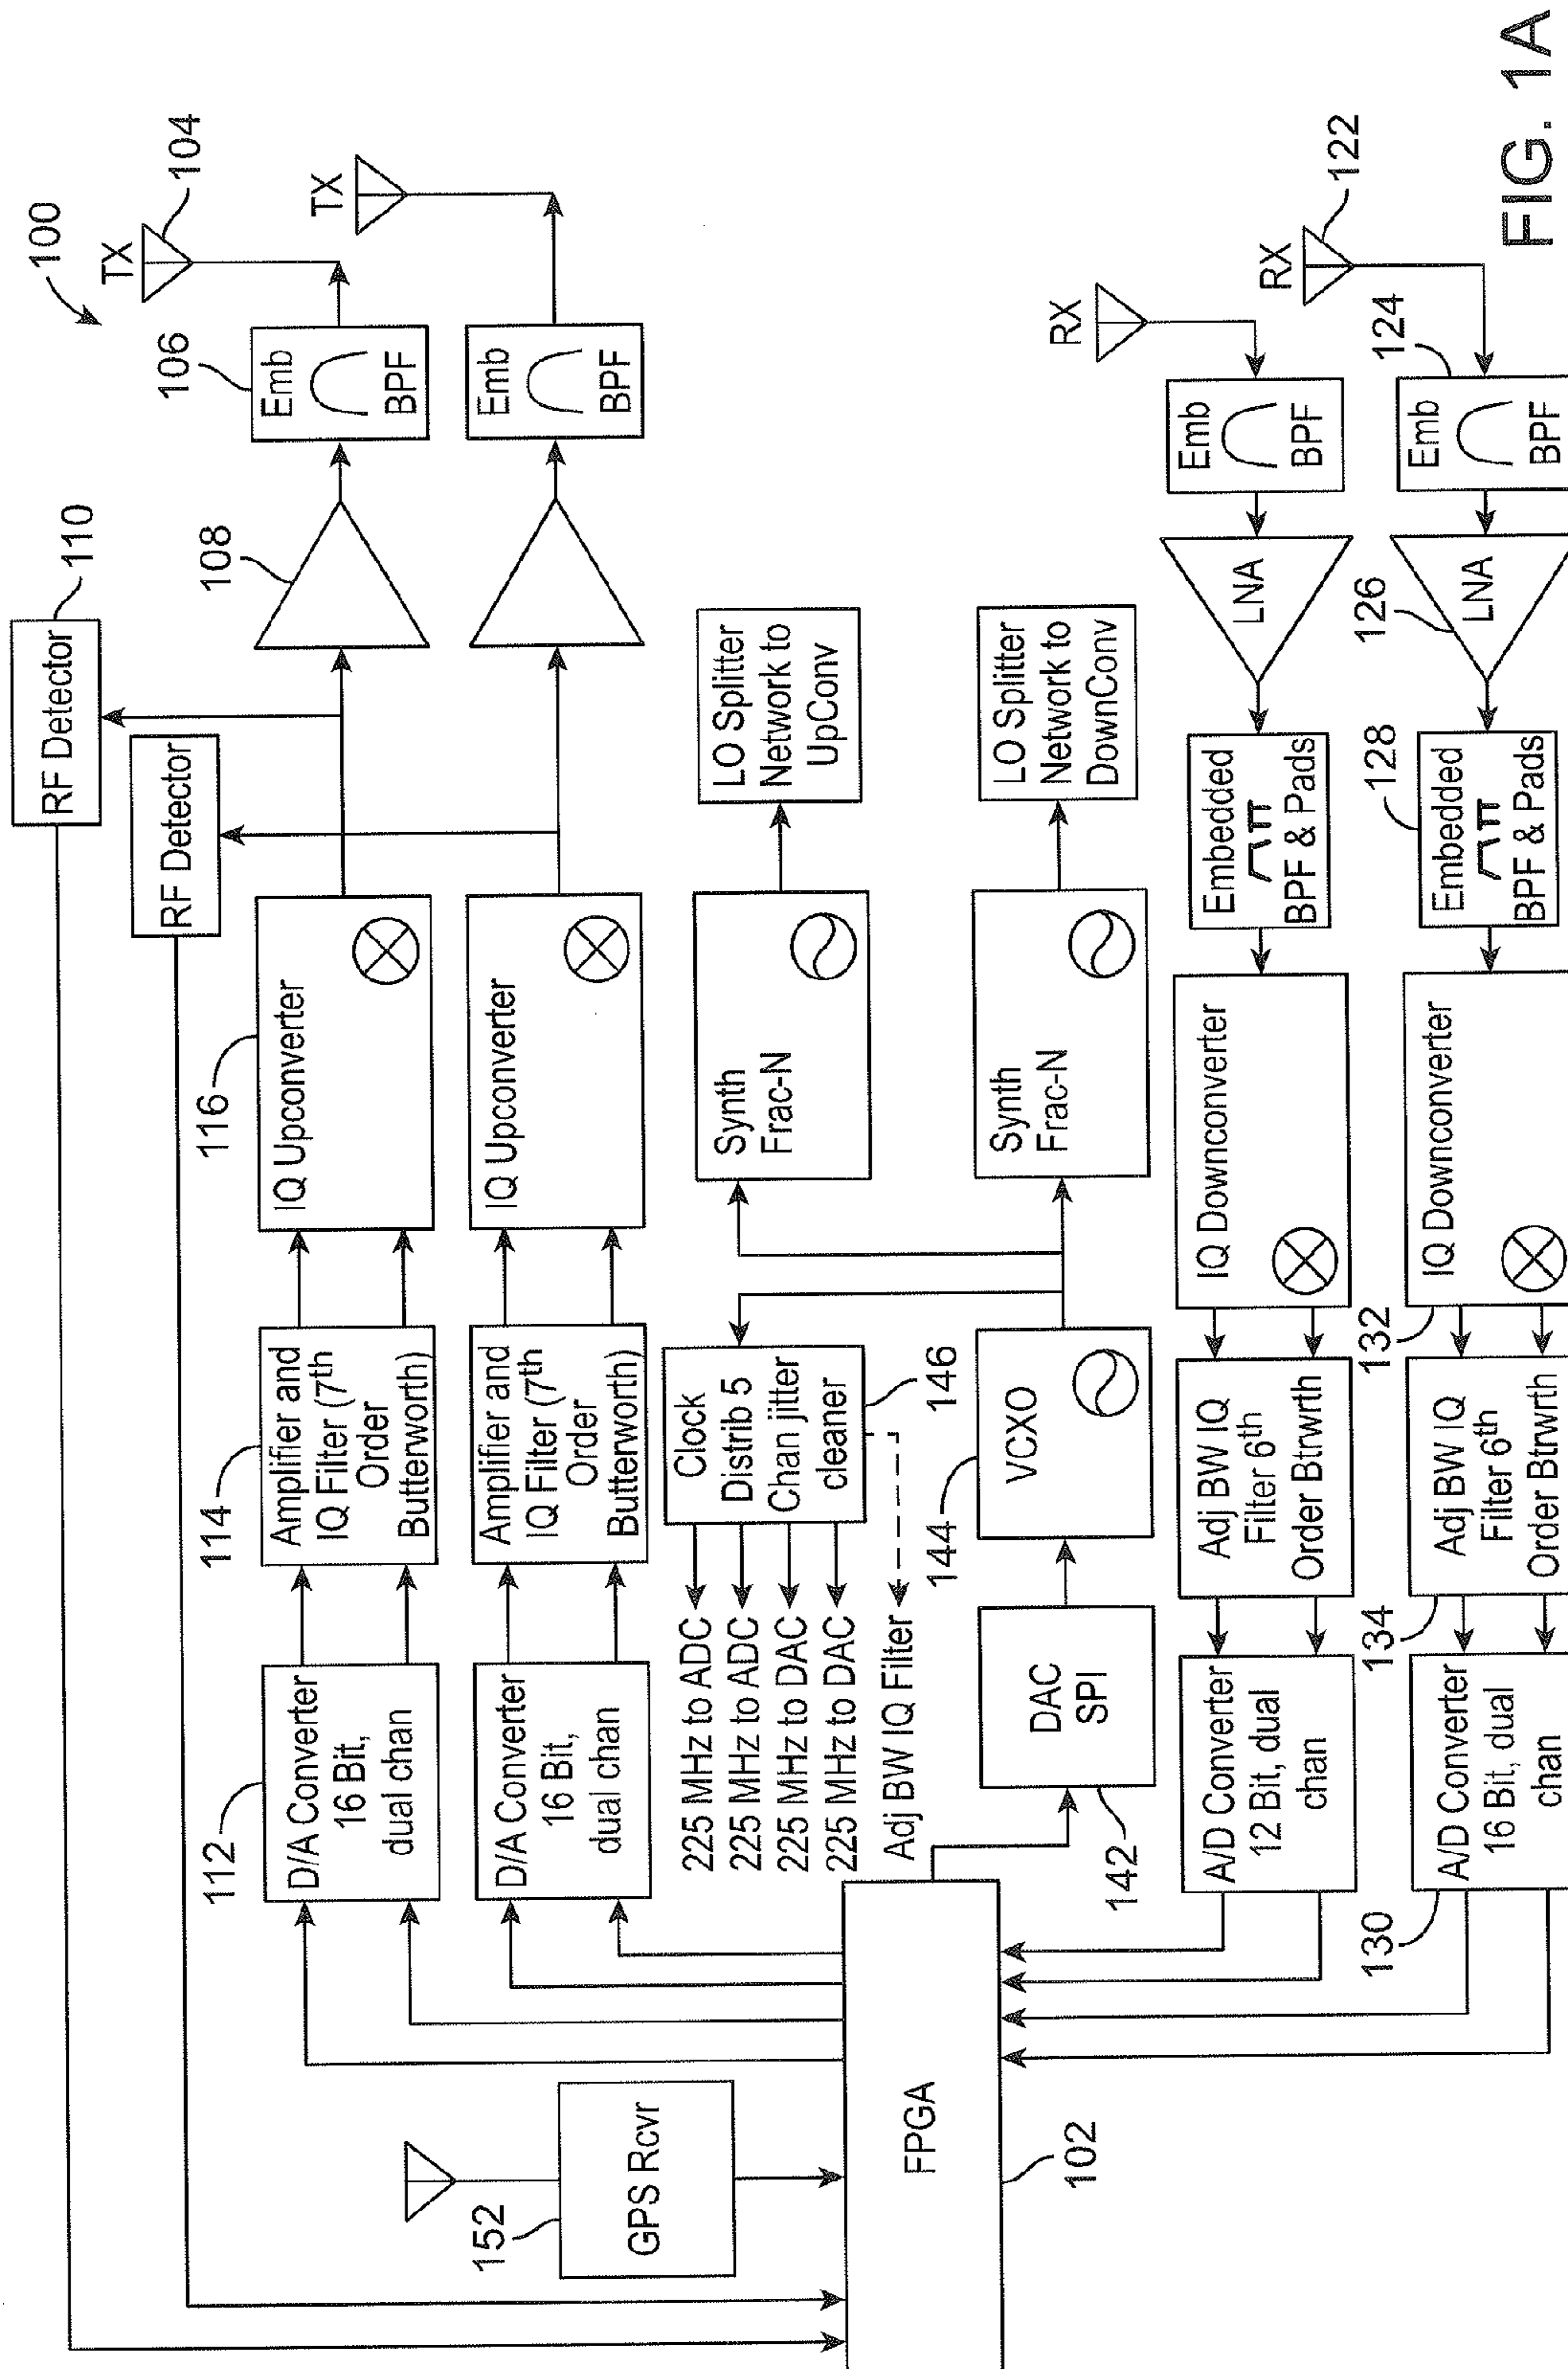 100
RF Detector
110
RF Detector
TX
104
106
Emb
BPF
108
TX
Emb
BPF
112
D/A Converter
16 Bit,
dual chan
114
Amplifier and
IQ Filter (7th
Order
Butterworth)
116
IQ Upconverter
D/A Converter
16 Bit,
dual chan
Amplifier and
IQ Filter (7th
Order
Butterworth)
IQ Upconverter
152
GPS Rcvr
225 MHz to ADC
225 MHz to ADC
225 MHz to DAC
225 MHz to DAC
Adj BW IQ Filter
Clock
Distrib 5
Chan jitter
cleaner
146
Synth
Frac-N
LO Splitter
Network to
UpConv
FPGA
102
DAC
SPI
142
144
VCXO
Synth
Frac-N
LO Splitter
Network to
DownConv
A/D Converter
12 Bit, dual
chan
Adj BW IQ
Filter 6th
Order Btrwrth
IQ Downconverter
Embedded
BPF & Pads
LNA
Emb
BPF
RX
130
A/D Converter
16 Bit, dual
chan
134
Adj BW IQ
Filter 6th
Order Btrwrth
132
IQ Downconverter
128
Embedded
BPF & Pads
126
LNA
124
Emb
BPF
RX
122
FIG. 1A